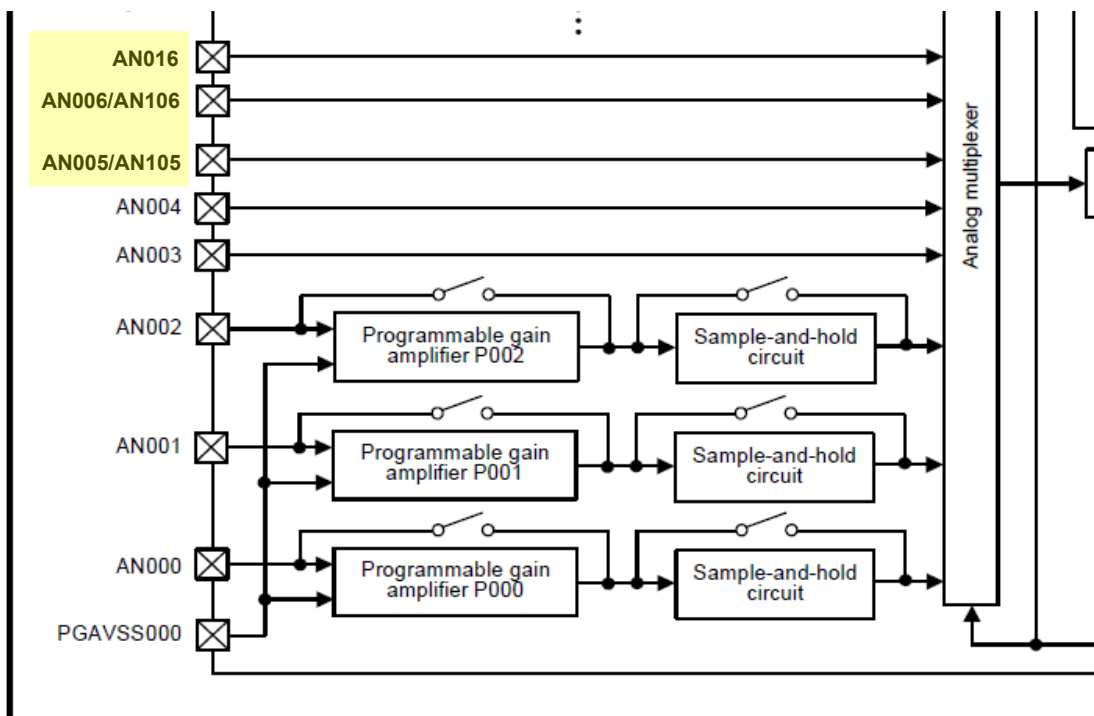 AN016
AN006/AN106
AN005/AN105
AN004
AN003
AN002
Programmable gain
amplifier P002
Sample-and-hold
circuit
AN001
Programmable gain
amplifier P001
Sample-and-hold
circuit
AN000
Programmable gain
amplifier P000
Sample-and-hold
circuit
PGAVSS000
Analog multiplexer